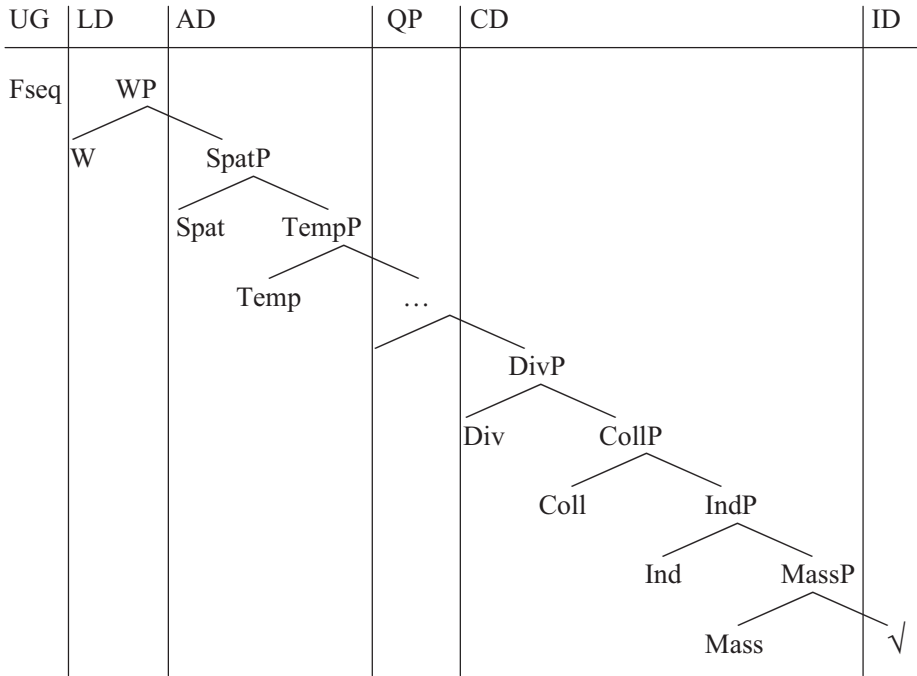 UG LD AD QP CD ID
Fseq WP
W SpatP
Spat TempP
Temp ...
DivP
Div CollP
Coll IndP
Ind MassP
Mass √